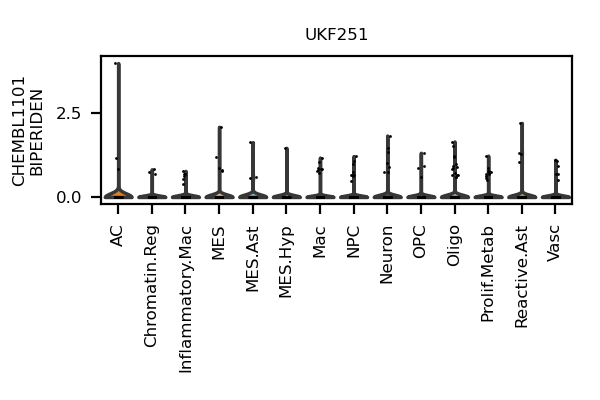 UKF251
CHEMBL1101
BIPERIDEN
2.5
0.0
AC
Chromatin.Reg
Inflammatory.Mac
MES
MES.Ast
MES.Hyp
Mac
NPC
Neuron
OPC
Oligo
Prolif.Metab
Reactive.Ast
Vasc